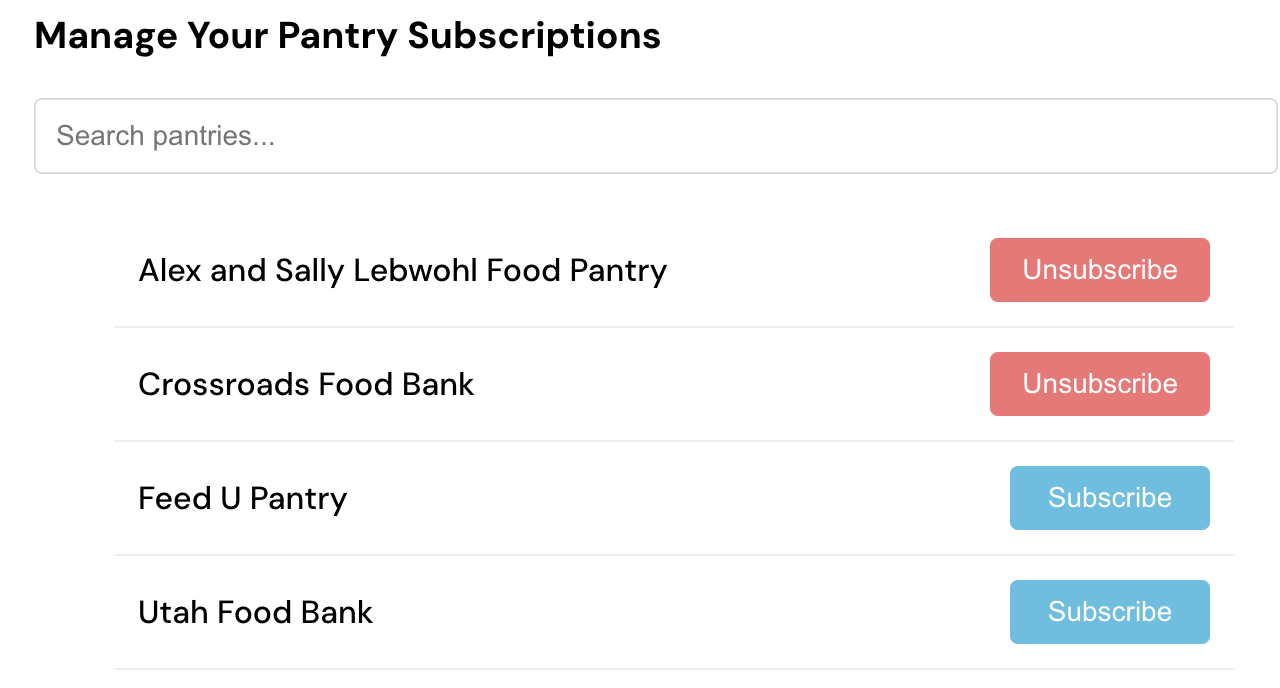 Manage Your Pantry Subscriptions
Search pantries...
Alex and Sally Lebwohl Food Pantry Unsubscribe
Crossroads Food Bank Unsubscribe
Feed U Pantry Subscribe
Utah Food Bank Subscribe